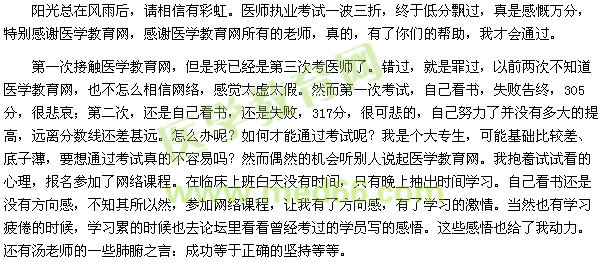 阳光总在风雨后，请相信有彩虹。医师执业考试一波三折，终于低分飘过，真是感慨万分，
特别感谢医学教育网，感谢医学教育网所有的老师，真的，有了你们的帮助，我才会通过。
第一次接触医学教育网，但是我已经是第三次考医师了。错过，就是罪过，以前两次不知道
医学教育网，也不怎么相信网络，感觉太虚太假。然而第一次考试，自己看书，失败告终，305
分，很悲哀；第二次，还是自己看书，还是失败，317分，很可悲的，自己努力了并没有多大的提
高，远离分数线还差甚远。怎么办呢？如何才能通过考试呢？我是个大专生，可能基础比较差、
底子薄，要想通过考试真的不容易吗？然而偶然的机会听别人说起医学教育网。我抱着试试看的
心理，报名参加了网络课程。在临床上班白天没有时间，只有晚上抽出时间学习。自己看书还是
没有方向感，不知其所以然，参加网络课程，让我有了方向感，有了学习的激情。当然也有学习
疲倦的时候，学习累的时候也去论坛里看看曾经考过的学员写的感悟。这些感悟也给了我动力。
还有汤老师的一些肺腑之言：成功等于正确的坚持等等。
医学教育网
www.med66.com